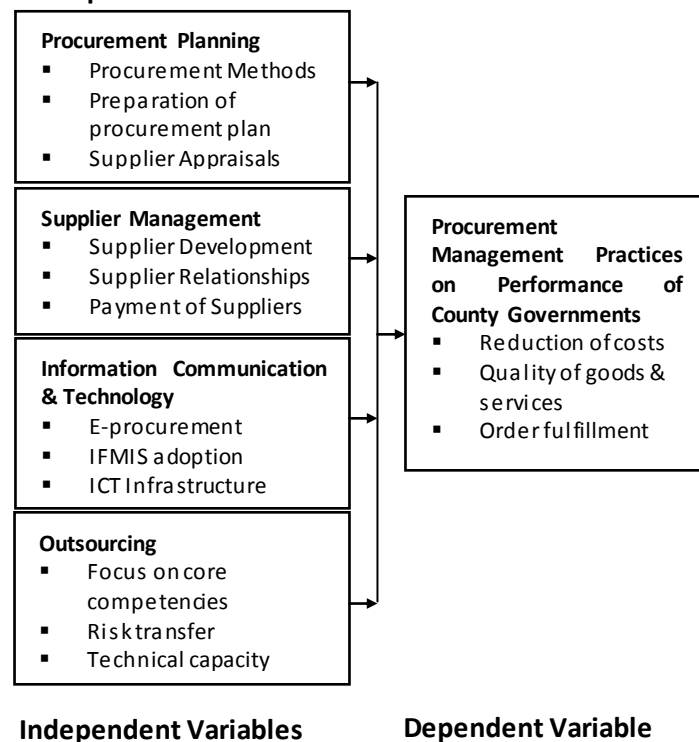 Procurement Planning
▪ Procurement Methods
▪ Preparation of
procurement plan
▪ Supplier Appraisals
Supplier Management
▪ Supplier Development
▪ Supplier Relationships
▪ Payment of Suppliers
Information Communication
& Technology
▪ E-procurement
▪ IFMIS adoption
▪ ICT Infrastructure
Outsourcing
▪ Focus on core
competencies
▪ Risk transfer
▪ Technical capacity
Procurement
Management Practices
on Performance of
County Governments
▪ Reduction of costs
▪ Quality of goods &
services
▪ Order fulfillment
Independent Variables
Dependent Variable